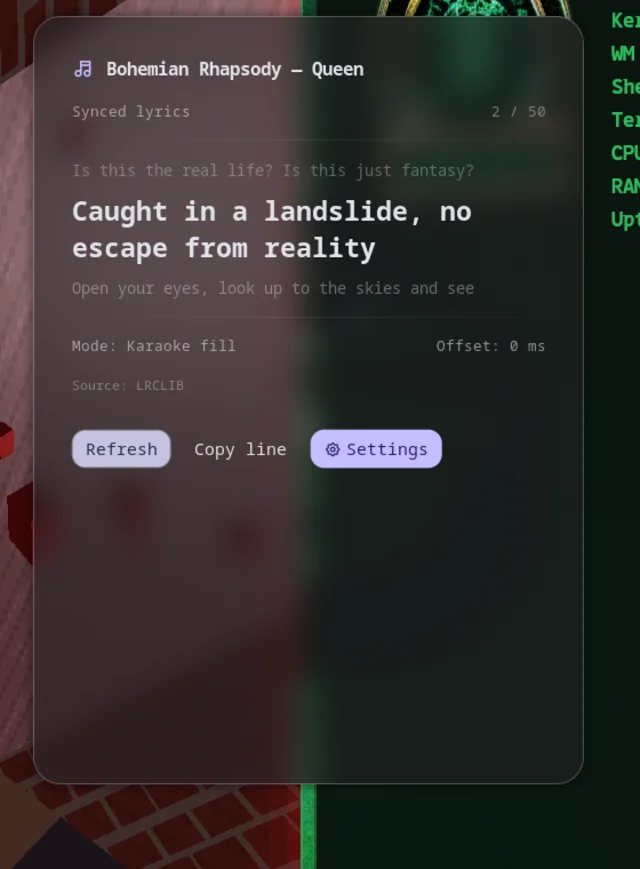 Bohemian Rhapsody — Queen
Synced lyrics 2 / 50
Is this the real life? Is this just fantasy?
Caught in a landslide, no
escape from reality
Open your eyes, look up to the skies and see
Mode: Karaoke fill Offset: 0 ms
Source: LRCLIB
Refresh Copy line Settings
WM